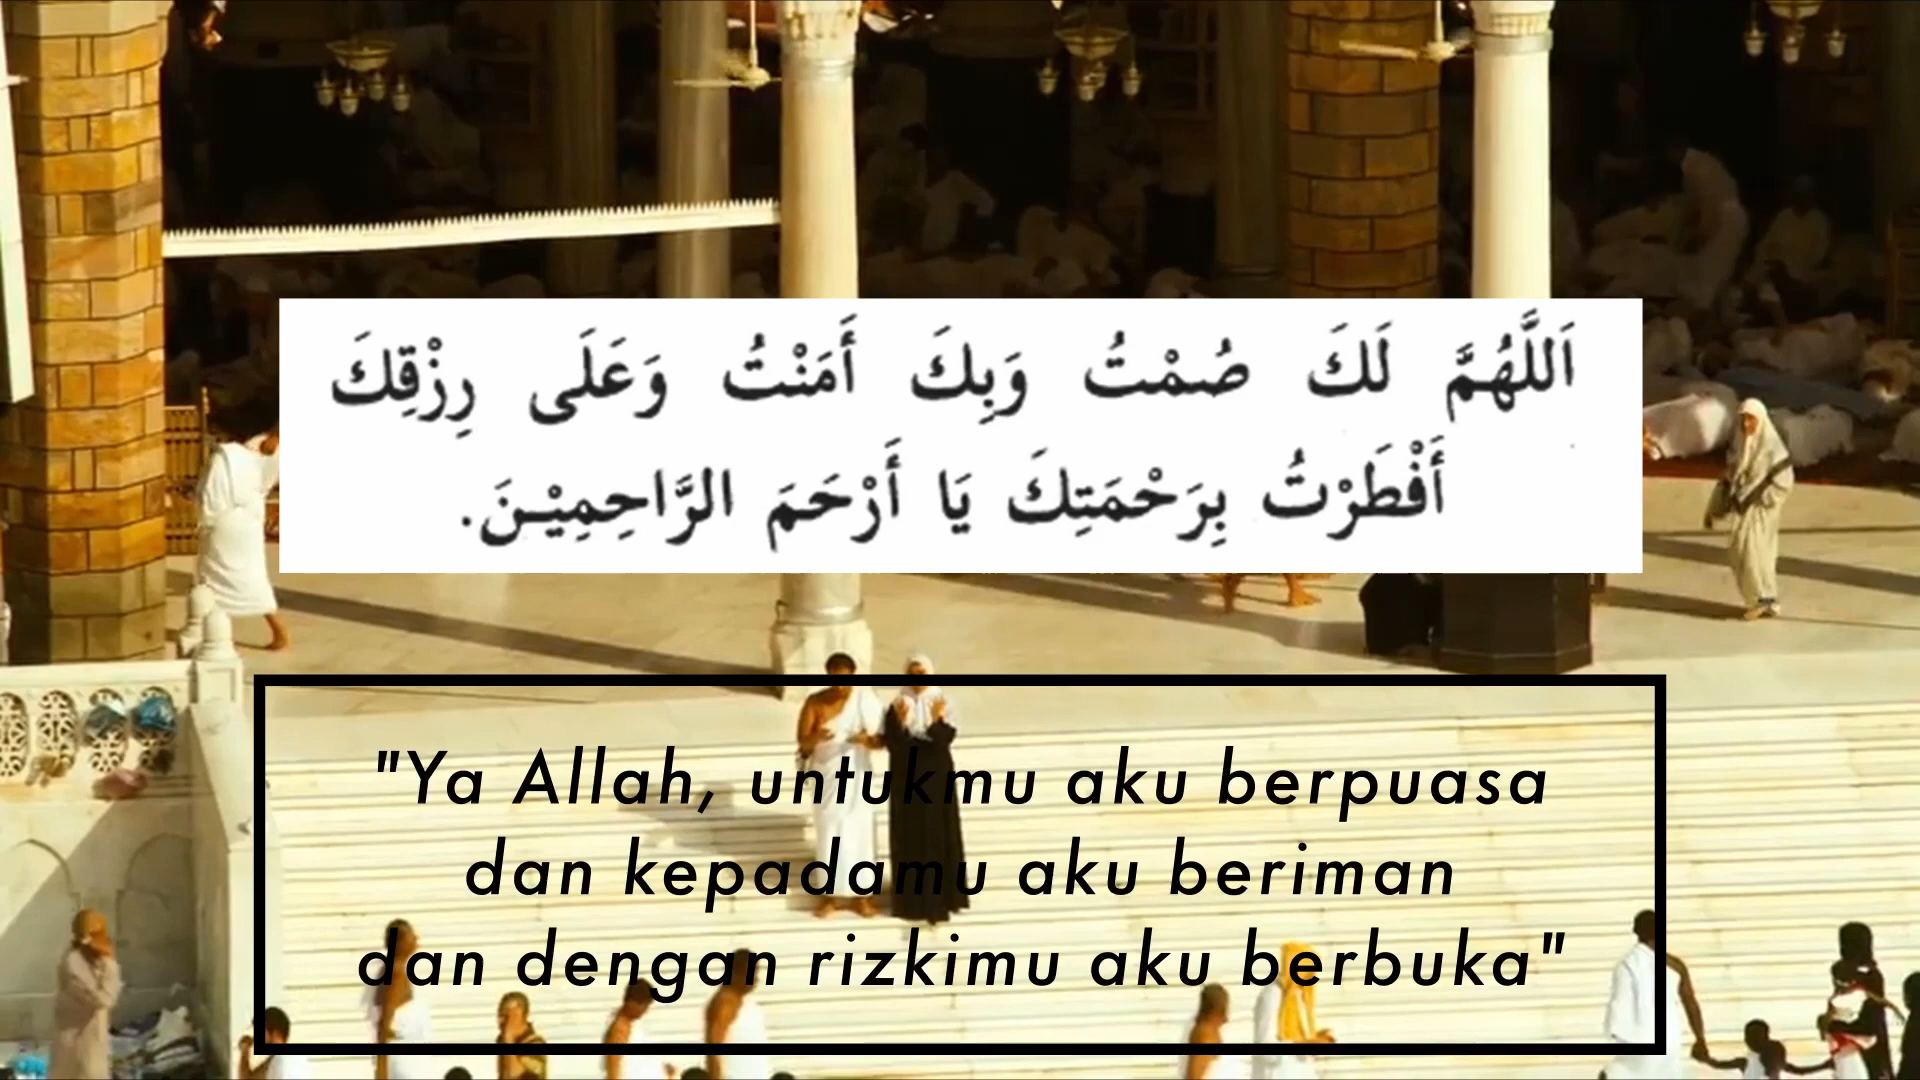 اَللَّهُمَّ لَكَ صُمْتُ وَبِكَ أَمَنْتُ وَعَلَى رِزْقِكَ
أَفْطَرْتُ بِرَحْمَتِكَ يَا أَرْحَمَ الرَّاحِمِيْنَ.
"Ya Allah, untukmu aku berpuasa
dan kepadamu aku beriman
dan dengan rizkimu aku berbuka"